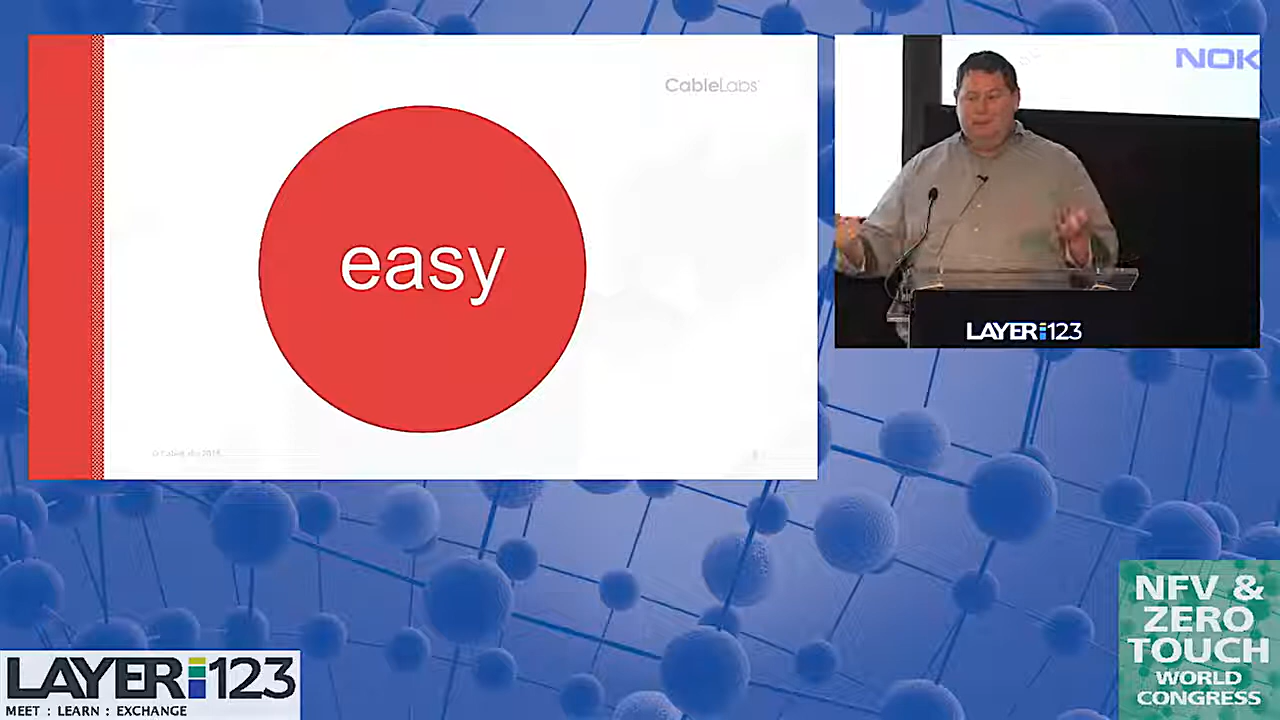 CableLabs
easy
NOK
LAYER123
LAYER123
MEET : LEARN : EXCHANGE
NFV &
ZERO
TOUCH
WORLD
CONGRESS